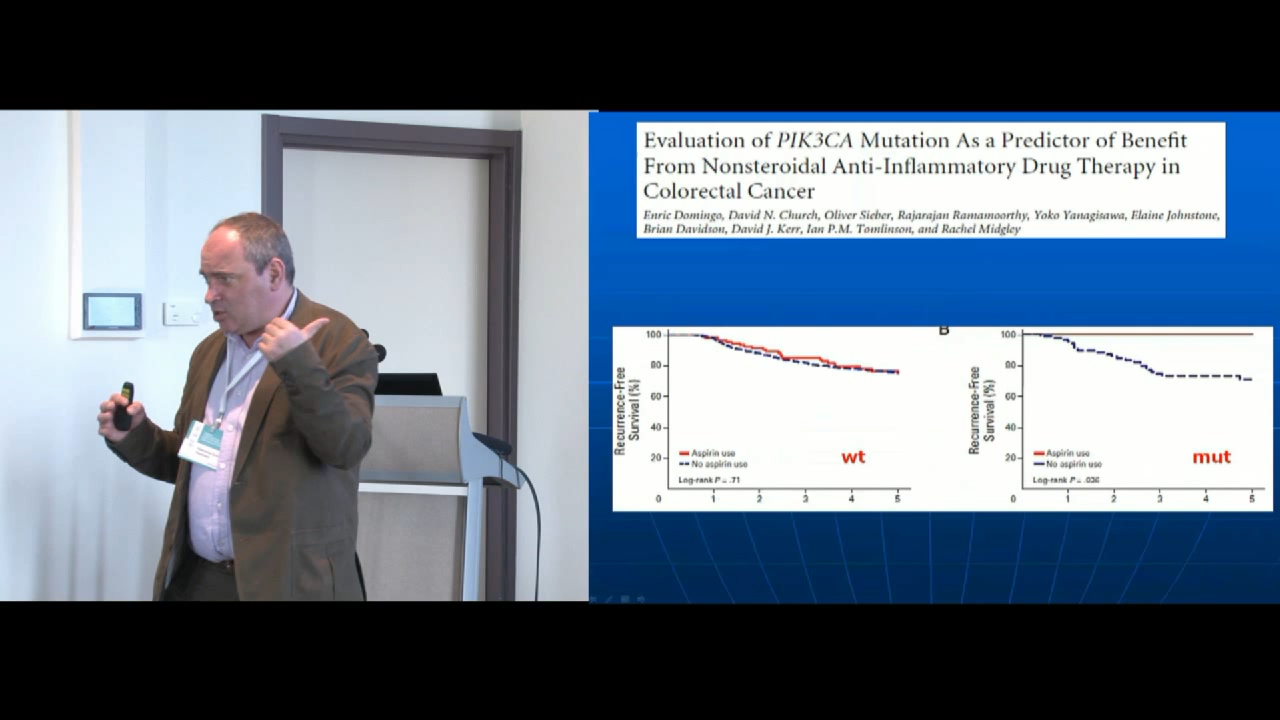 Evaluation of PIK3CA Mutation As a Predictor of Benefit
From Nonsteroidal Anti-Inflammatory Drug Therapy in
Colorectal Cancer
Enric Domingo, David N. Church, Oliver Sieber, Rajarajan Ramamoorthy, Yoko Yanagisawa, Elaine Johnstone,
Brian Davidson, David J. Kerr, Ian P.M. Tomlinson, and Rachel Midgley
Recurrence-Free
Survival (%)
100
80
60
40
20
0
1
2
3
4
5
Aspirin use
No aspirin use
Log-rank P = .71
wt
B
Recurrence-Free
Survival (%)
100
80
60
40
20
0
1
2
3
4
5
Aspirin use
No aspirin use
Log-rank P = .036
mut